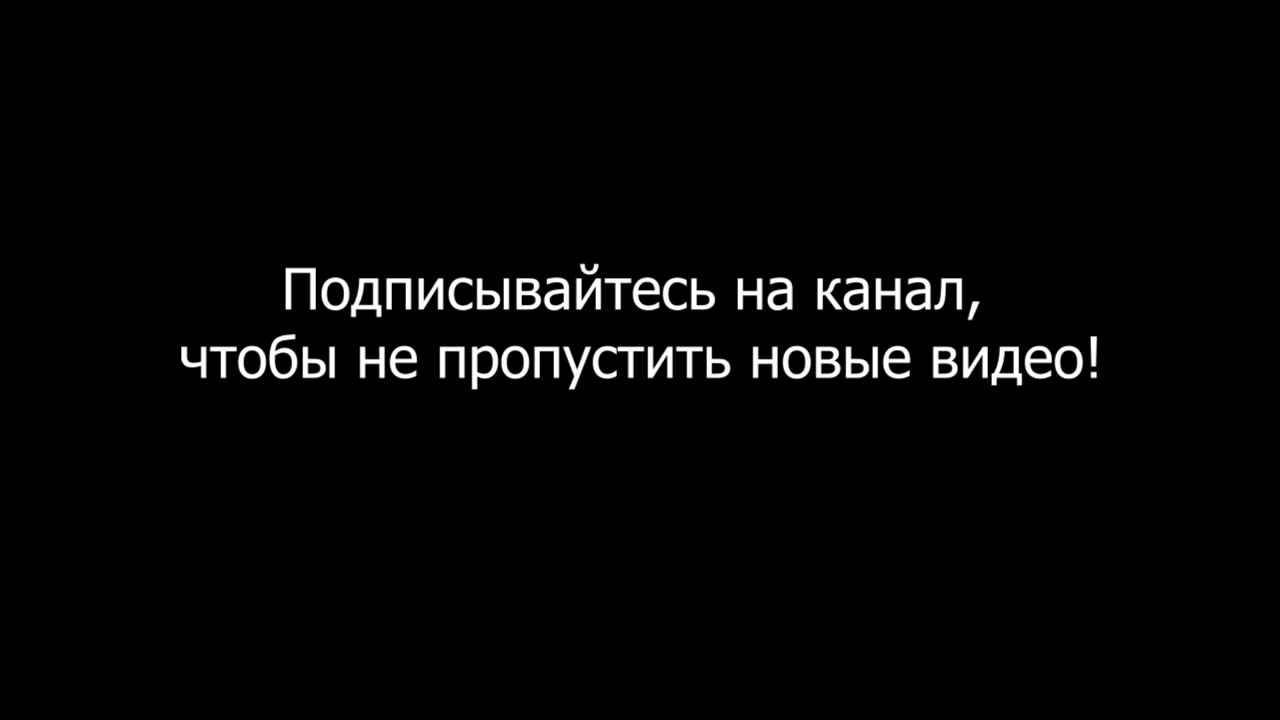 Подписывайтесь на канал,
чтобы не пропустить новые видео!